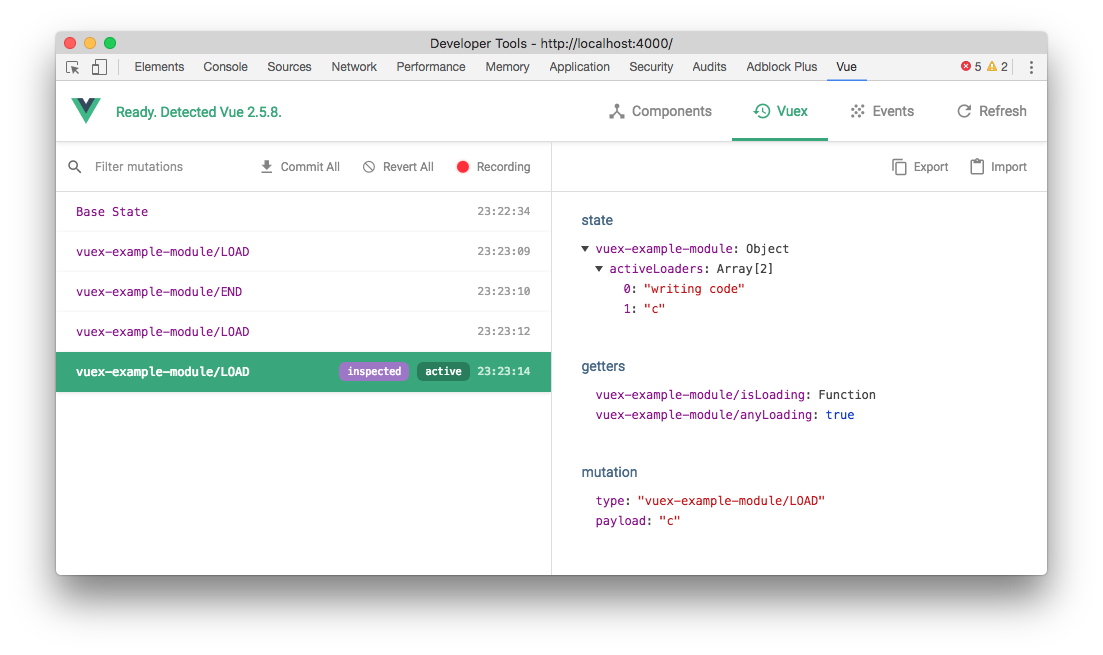 Developer Tools - http://localhost:4000/
Elements Console Sources Network Performance Memory Application Security Audits Adblock Plus Vue 5 2
Ready. Detected Vue 2.5.8. Components Vuex Events Refresh
Filter mutations Commit All Revert All Recording Export Import
Base State 23:22:34
vuex-example-module/LOAD 23:23:09
vuex-example-module/END 23:23:10
vuex-example-module/LOAD 23:23:12
vuex-example-module/LOAD inspected active 23:23:14
state
vuex-example-module: Object
activeLoaders: Array[2]
0: "writing code"
1: "c"
getters
vuex-example-module/isLoading: Function
vuex-example-module/anyLoading: true
mutation
type: "vuex-example-module/LOAD"
payload: "c"